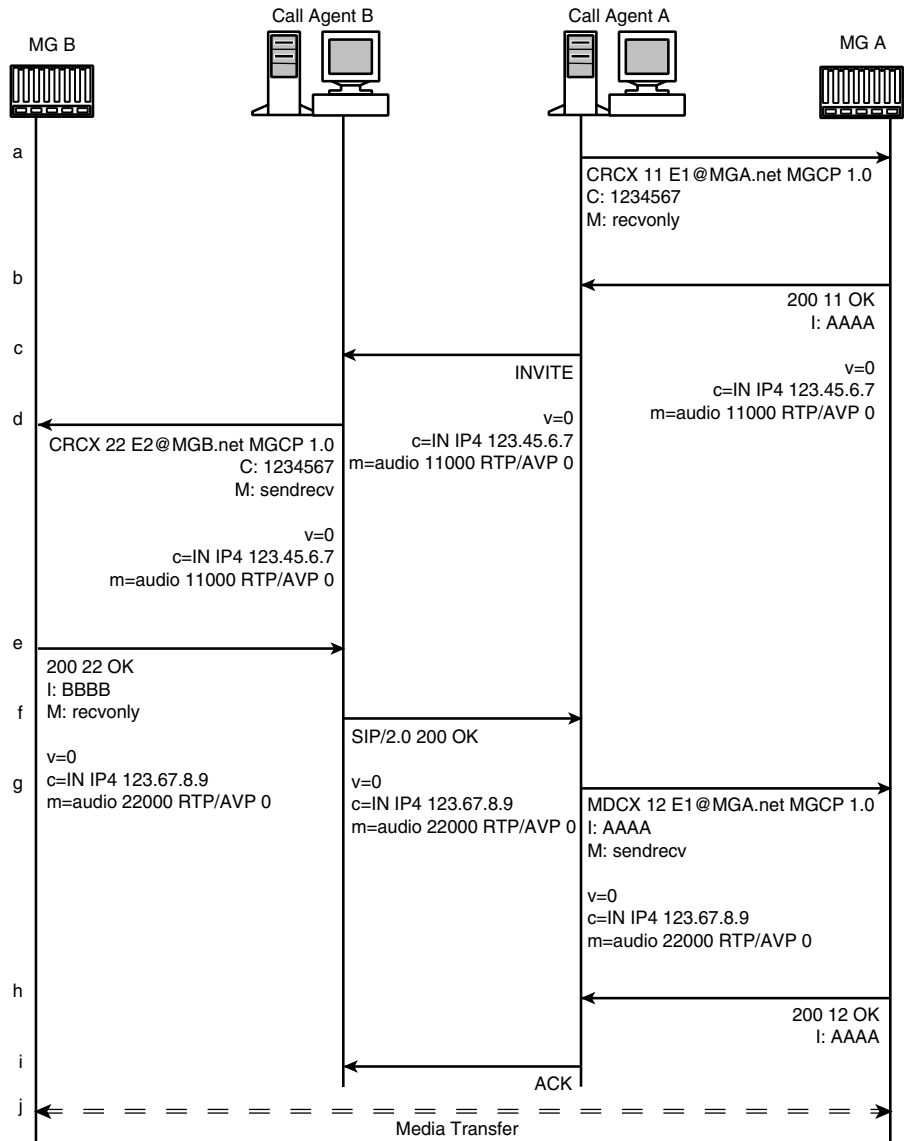 Call Agent B
Call Agent A
MG B
MG A
a
CRCX 11 E1@MGA.net MGCP 1.0
C: 1234567
M: recvonly
b
200 11 OK
I: AAAA
v=0
c=IN IP4 123.45.6.7
m=audio 11000 RTP/AVP 0
c
INVITE
v=0
c=IN IP4 123.45.6.7
m=audio 11000 RTP/AVP 0
d
CRCX 22 E2@MGB.net MGCP 1.0
C: 1234567
M: sendrecv
v=0
c=IN IP4 123.45.6.7
m=audio 11000 RTP/AVP 0
e
200 22 OK
I: BBBB
M: recvonly
v=0
c=IN IP4 123.67.8.9
m=audio 22000 RTP/AVP 0
f
SIP/2.0 200 OK
v=0
c=IN IP4 123.67.8.9
m=audio 22000 RTP/AVP 0
g
MDCX 12 E1@MGA.net MGCP 1.0
I: AAAA
M: sendrecv
v=0
c=IN IP4 123.67.8.9
m=audio 22000 RTP/AVP 0
h
200 12 OK
I: AAAA
i
ACK
j
Media Transfer